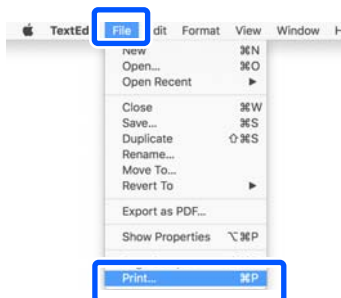 TextEd File dit Format View Window H
New ⌘N
Open... ⌘O
Open Recent ▶
Close ⌘W
Save... ⌘S
Duplicate ⇧⌘S
Rename...
Move To...
Revert To ▶
Export as PDF...
Show Properties ⌥⌘P
Print... ⌘P